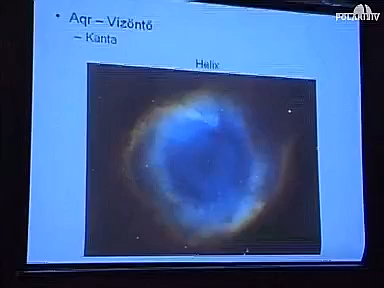 • Aqr – Vízöntő
– Kanta
Helix
POLARIS TV